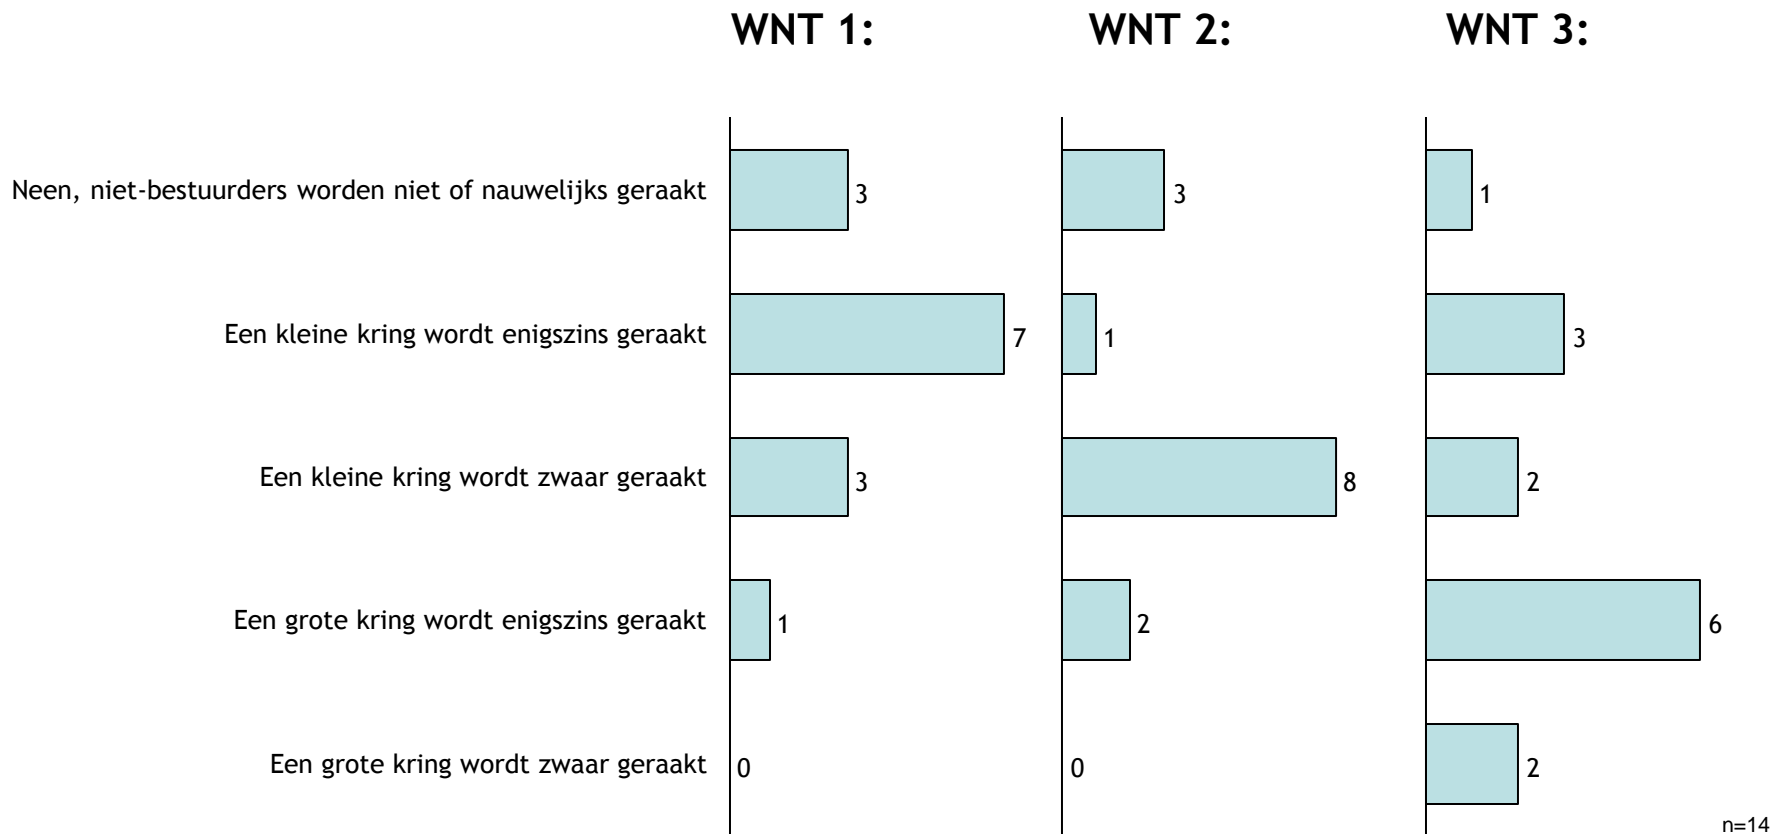 WNT 1: WNT 2: WNT 3:
Neen, niet-bestuurders worden niet of nauwelijks geraakt 3 3 1
Een kleine kring wordt enigszins geraakt 7 1 3
Een kleine kring wordt zwaar geraakt 3 8 2
Een grote kring wordt enigszins geraakt 1 2 6
Een grote kring wordt zwaar geraakt 0 0 2
n=14